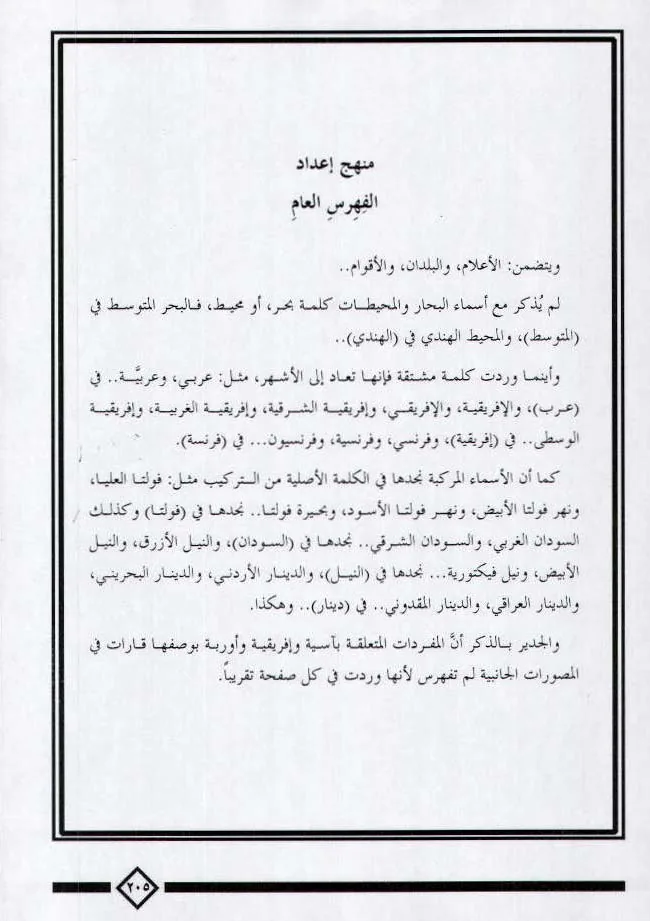 منهج إعداد
الفِهرِسِ العامِ
ويتضمن: الأعلام، والبلدان، والأقوام..
لم يُذكر مع أسماء البحار والمحيطات كلمة بحر، أو محيط، فالبحر المتوسط في
(المتوسط)، والمحيط الهندي في (الهندي)..
وأينما وردت كلمة مشتقة فإنها تعاد إلى الأشهر، مثل: عربي، وعربيَّة.. في
(عرب)، والإفريقية، والإفريقي، وإفريقية الشرقية، وإفريقية الغربية، وإفريقية
الوسطى.. في (إفريقية)، وفرنسي، وفرنسية، وفرنسيون... في (فرنسة).
كما أن الأسماء المركبة نجدها في الكلمة الأصلية من التركيب مثل: فولتا العليا،
ونهر فولتا الأبيض، ونهر فولتا الأسود، وبحيرة فولتا.. نجدها في (فولتا) وكذلك
السودان الغربي، والسودان الشرقي.. نجدها في (السودان)، والنيل الأزرق، والنيل
الأبيض، ونيل فيكتورية... نجدها في (النيل)، والدينار الأردني، والدينار البحريني،
والدينار العراقي، والدينار المقدوني.. في (دينار).. وهكذا.
والجدير بالذكر أنَّ المفردات المتعلقة بآسية وإفريقية وأوربة بوصفها قارات في
المصورات الجانبية لم تفهرس لأنها وردت في كل صفحة تقريباً.
٢٠٥